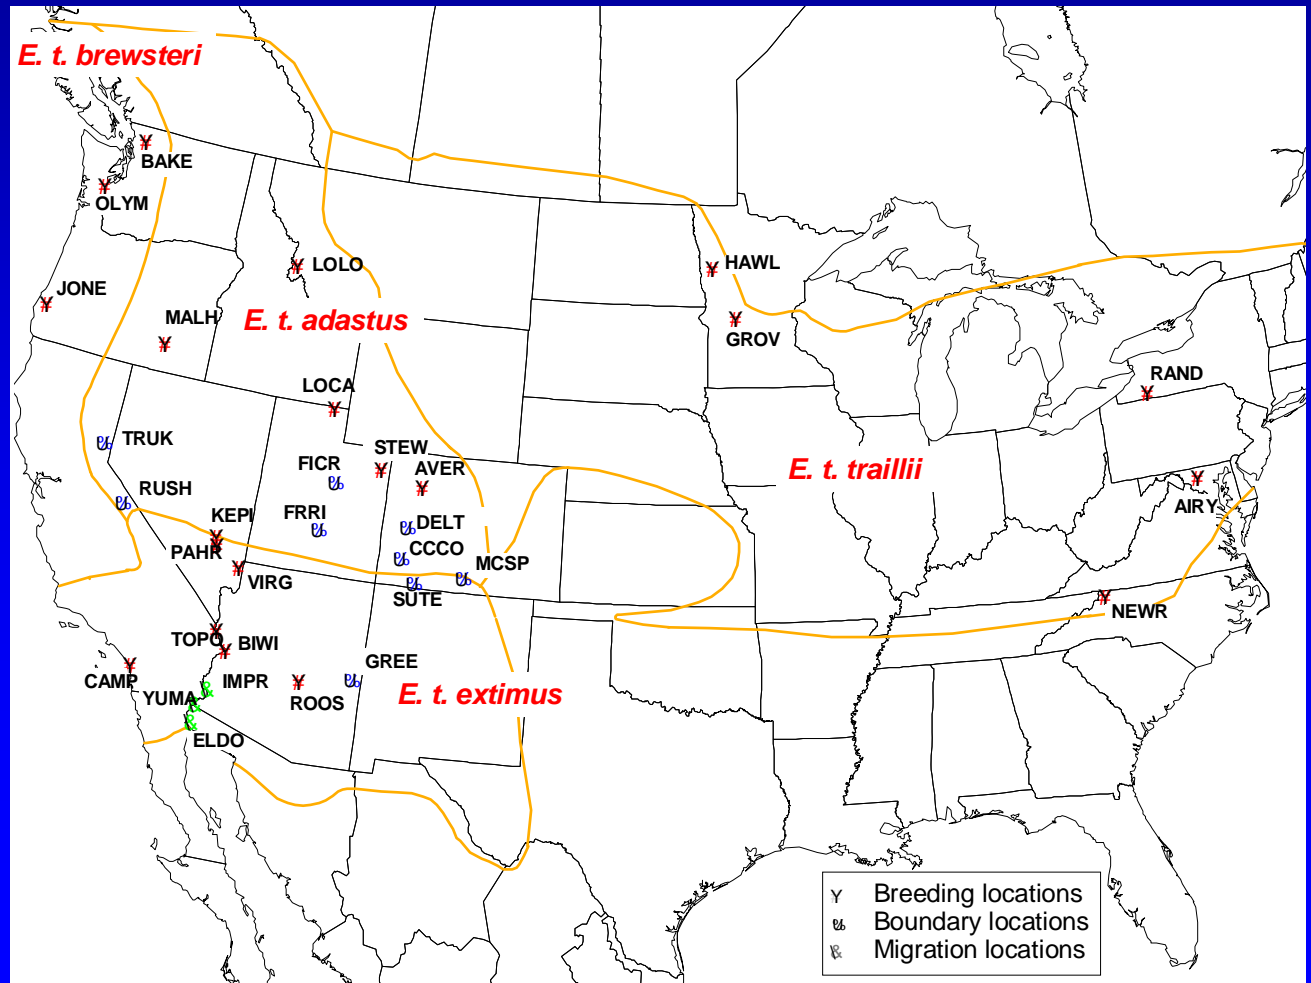 E. t. brewsteri
BAKE
OLYM
LOLO
HAWL
JONE
MALH
E. t. adastus
GROV
RAND
LOCA
TRUK
STEW
FICR
AVER
E. t. traillii
RUSH
AIRY
KEPI
FRRI
DELT
PAHR
CCCO
MCSP
VIRG
SUTE
NEWR
TOPO
BIWI
GREE
CAMP
IMPR
YUMA
ROOS
E. t. extimus
ELDO
Breeding locations
Boundary locations
Migration locations